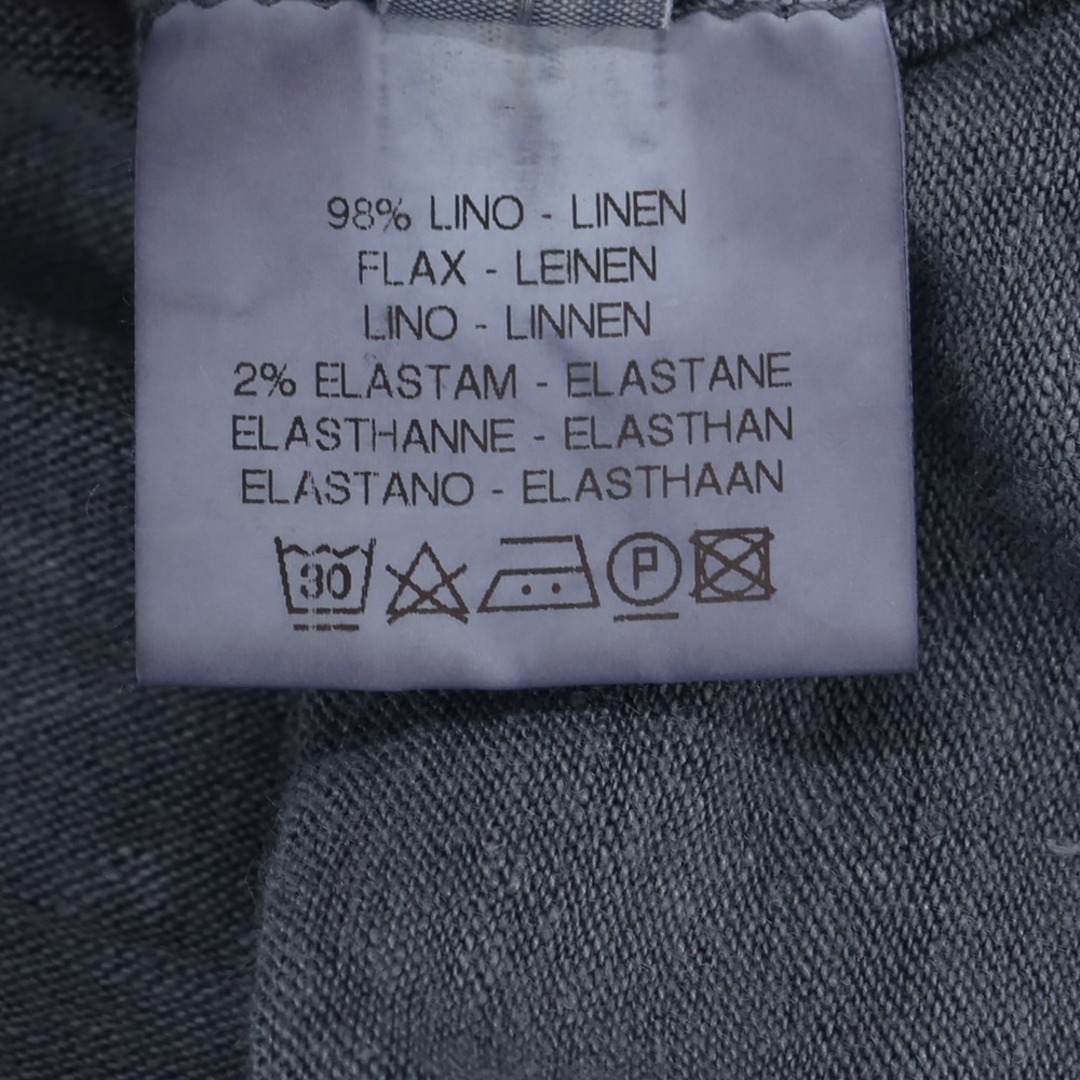 98% LINO - LINEN
FLAX - LEINEN
LINO - LINNEN
2% ELASTAM - ELASTANE
ELASTHANNE - ELASTHAN
ELASTANO - ELASTHAAN
30 P